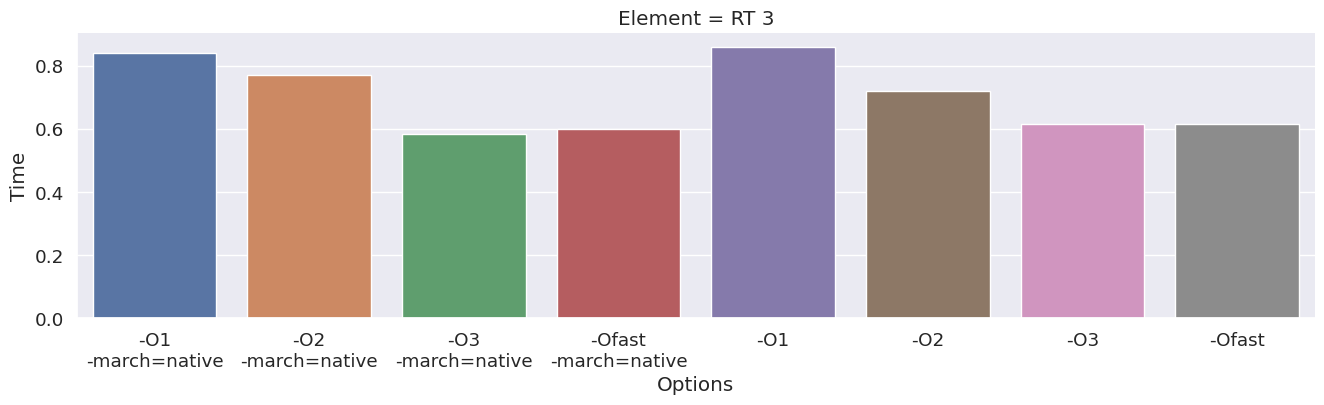 Element = RT 3
Time
0.8
0.6
0.4
0.2
0.0
-O1 -O2 -O3 -Ofast -O1 -O2 -O3 -Ofast
-march=native -march=native -march=native -march=native
Options